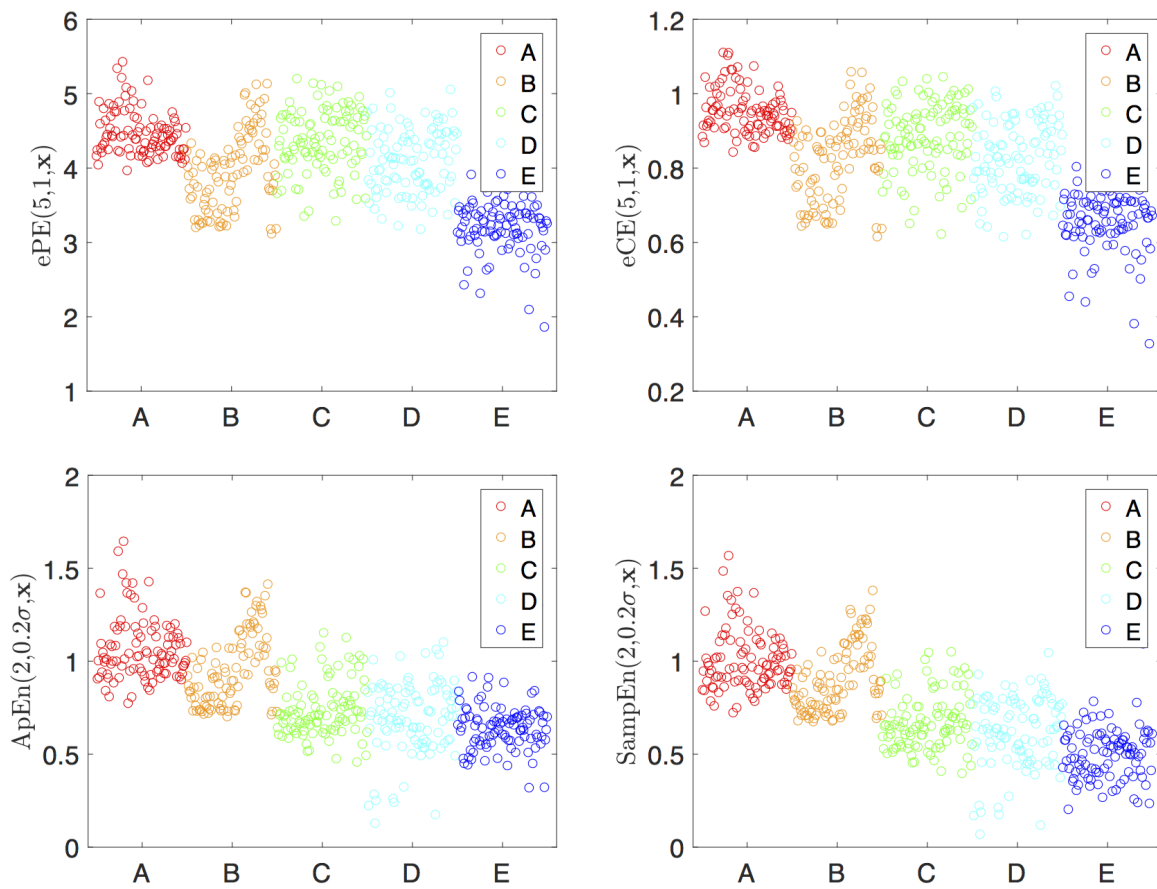 ePE(5,1,x)
6
5
4
3
2
1
A
B
C
D
E
A B C D E
eCE(5,1,x)
1.2
1
0.8
0.6
0.4
0.2
A
B
C
D
E
A B C D E
ApEn(2,0.2σ,x)
2
1.5
1
0.5
0
A
B
C
D
E
A B C D E
SampEn(2,0.2σ,x)
2
1.5
1
0.5
0
A
B
C
D
E
A B C D E